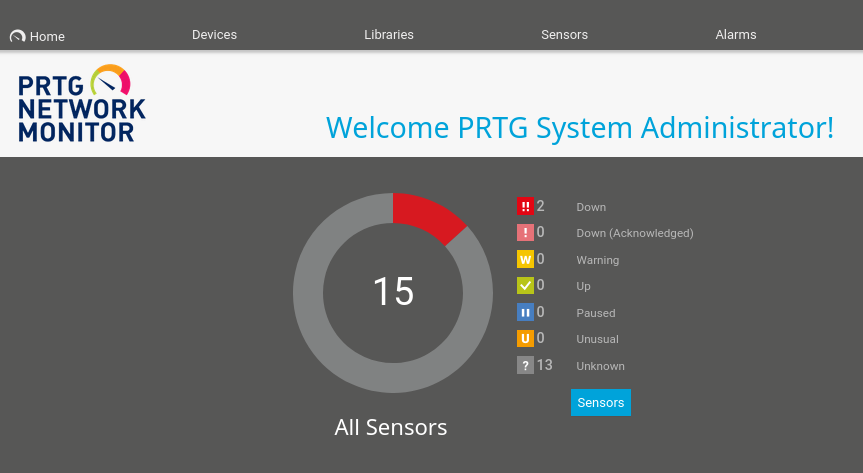 Home Devices Libraries Sensors Alarms
PRTG
NETWORK
MONITOR
Welcome PRTG System Administrator!
15
All Sensors
!! 2 Down
! 0 Down (Acknowledged)
W 0 Warning
0 Up
0 Paused
U 0 Unusual
? 13 Unknown
Sensors